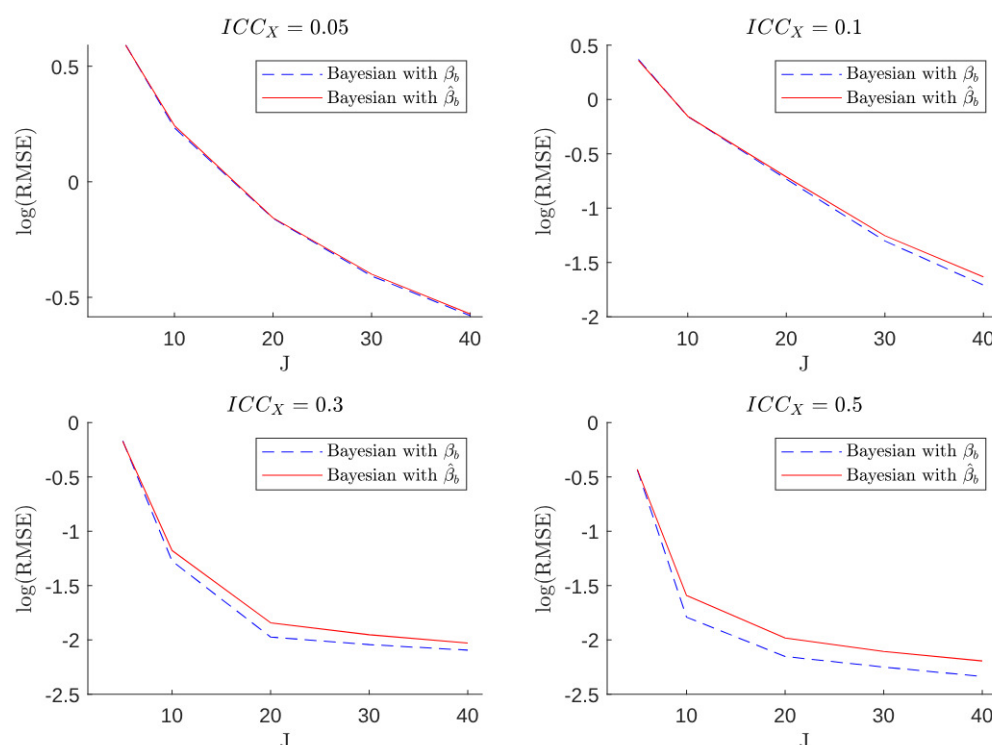 ICC_X = 0.05
0.5
0
-0.5
log(RMSE)
10 20 30 40
J
Bayesian with β_b
Bayesian with β̂_b
ICC_X = 0.1
0.5
0
-0.5
-1
-1.5
-2
log(RMSE)
10 20 30 40
J
Bayesian with β_b
Bayesian with β̂_b
ICC_X = 0.3
0
-0.5
-1
-1.5
-2
-2.5
log(RMSE)
10 20 30 40
J
Bayesian with β_b
Bayesian with β̂_b
ICC_X = 0.5
0
-0.5
-1
-1.5
-2
-2.5
log(RMSE)
10 20 30 40
J
Bayesian with β_b
Bayesian with β̂_b